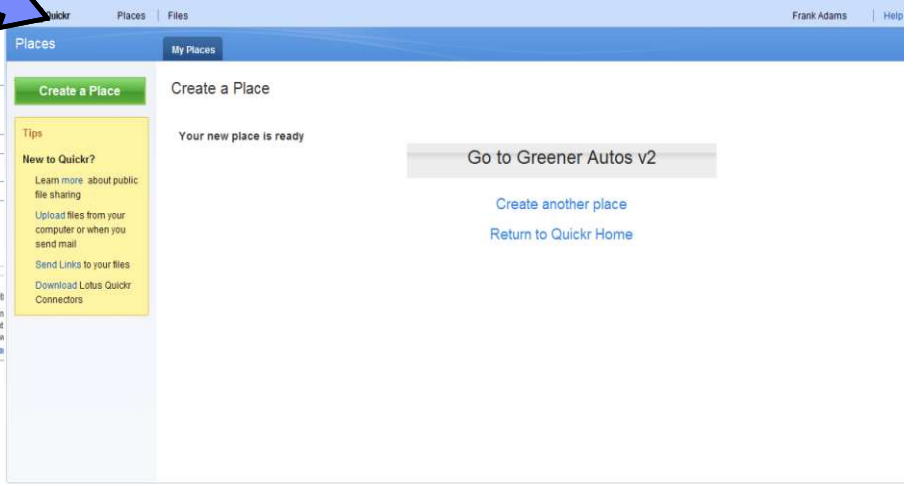 Quickr Places Files Frank Adams Help
Places My Places
Create a Place
Create a Place
Tips
New to Quickr?
Learn more about public
file sharing
Upload files from your
computer or when you
send mail
Send Links to your files
Download Lotus Quickr
Connectors
Your new place is ready
Go to Greener Autos v2
Create another place
Return to Quickr Home